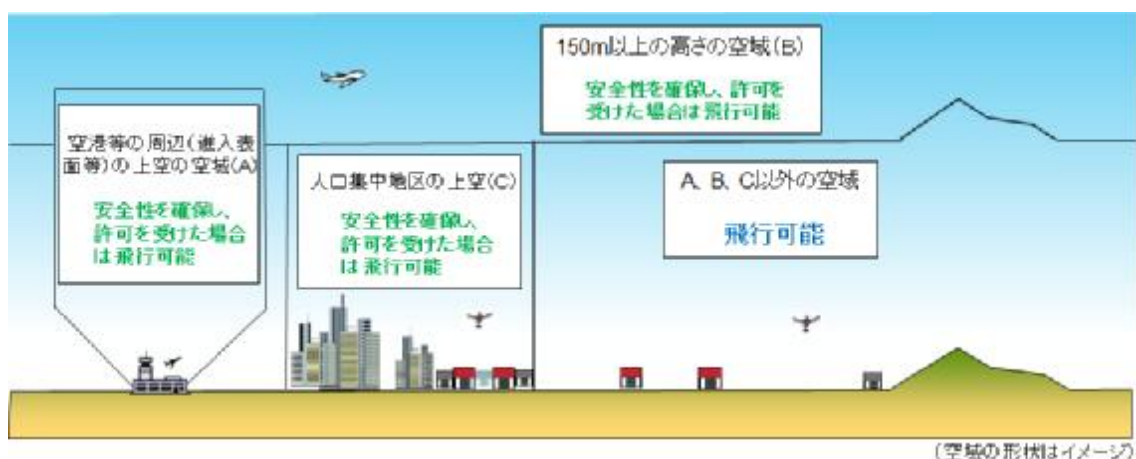 150m以上の高さの空域(B)
安全性を確保し、許可を
受けた場合は飛行可能
空港等の周辺(進入表
面等)の上空の空域(A)
安全性を確保し、
許可を受けた場合
は飛行可能
人口集中地区の上空(C)
安全性を確保し、
許可を受けた場合
は飛行可能
A、B、C以外の空域
飛行可能
(空域の形状はイメージ)